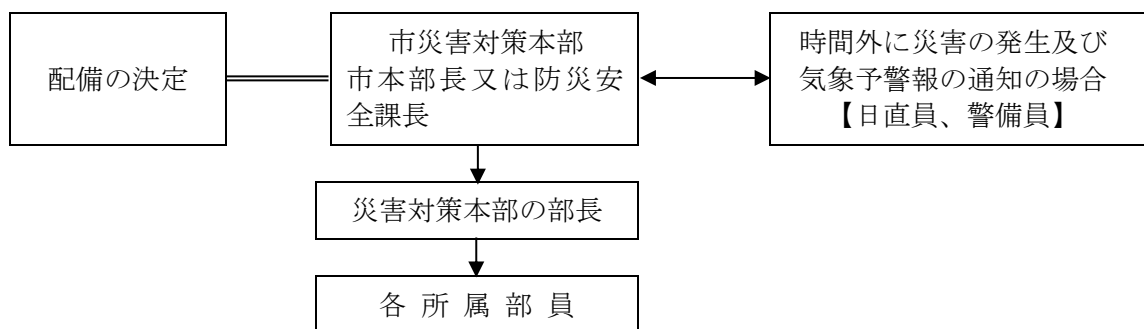 配備の決定
市災害対策本部
市本部長又は防災安
全課長
時間外に災害の発生及び
気象予警報の通知の場合
【日直員、警備員】
災害対策本部の部長
各所属部員